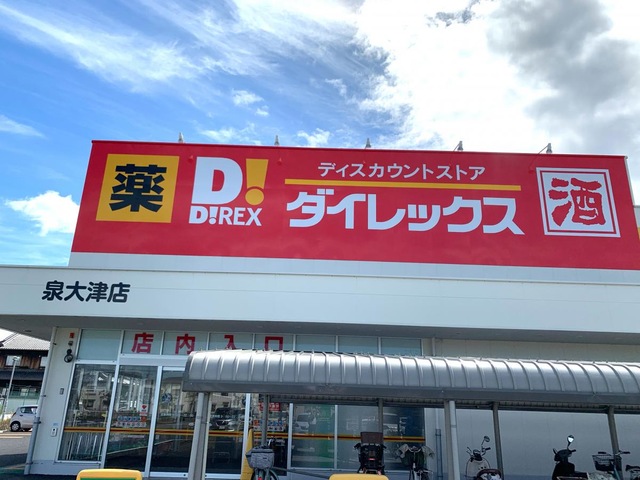 薬
D!
D!REX
ディスカウントストア
ダイレックス
酒
泉大津店
店内入口